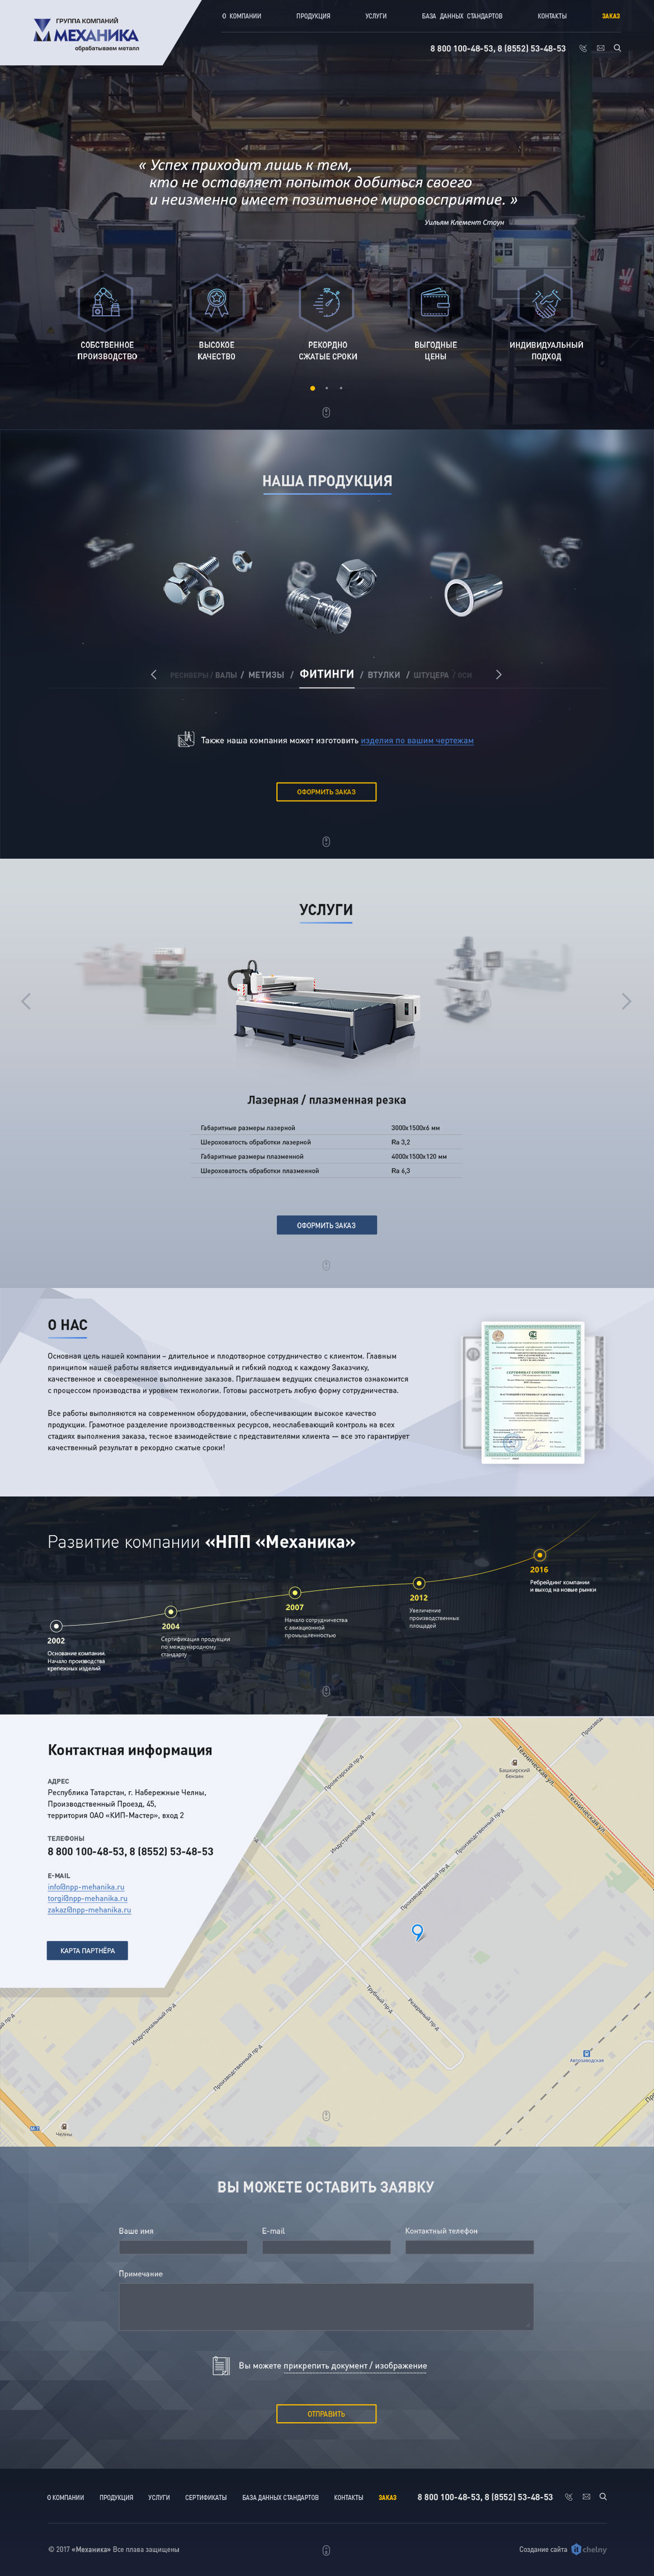 ГРУППА КОМПАНИЙ
МЕХАНИКА
обрабатываем металл
О КОМПАНИИ ПРОДУКЦИЯ УСЛУГИ БАЗА ДАННЫХ СТАНДАРТОВ КОНТАКТЫ ЗАКАЗ
8 800 100-48-53, 8 (8552) 53-48-53
« Успех приходит лишь к тем,
кто не оставляет попыток добиться своего
и неизменно имеет позитивное мировосприятие. »
Уильям Клемент Стоун
СОБСТВЕННОЕ
ПРОИЗВОДСТВО
ВЫСОКОЕ
КАЧЕСТВО
РЕКОРДНО
СЖАТЫЕ СРОКИ
ВЫГОДНЫЕ
ЦЕНЫ
ИНДИВИДУАЛЬНЫЙ
ПОДХОД
НАША ПРОДУКЦИЯ
РЕСИВЕРЫ / ВАЛЫ / МЕТИЗЫ / ФИТИНГИ / ВТУЛКИ / ШТУЦЕРА / ОСИ
Также наша компания может изготовить изделия по вашим чертежам
ОФОРМИТЬ ЗАКАЗ
УСЛУГИ
Лазерная / плазменная резка
Габаритные размеры лазерной 3000х1500х6 мм
Шероховатость обработки лазерной Ra 3,2
Габаритные размеры плазменной 4000х1500х120 мм
Шероховатость обработки плазменной Ra 6,3
ОФОРМИТЬ ЗАКАЗ
О НАС
Основная цель нашей компании – длительное и плодотворное сотрудничество с клиентом. Главным
принципом нашей работы является индивидуальный и гибкий подход к каждому Заказчику,
качественное и своевременное выполнение заказов. Приглашаем ведущих специалистов ознакомится
с процессом производства и уровнем технологии. Готовы рассмотреть любую форму сотрудничества.
Все работы выполняются на современном оборудовании, обеспечивающим высокое качество
продукции. Грамотное разделение производственных ресурсов, неослабевающий контроль на всех
стадиях выполнения заказа, тесное взаимодействие с представителями клиента — все это гарантирует
качественный результат в рекордно сжатые сроки!
СЕРТИФИКАТ СООТВЕТСТВИЯ
Развитие компании «НПП «Механика»
2002
Основание компании.
Начало производства
крепежных изделий
2004
Сертификация продукции
по международному
стандарту
2007
Начало сотрудничества
с авиационной
промышленностью
2012
Увеличение
производственных
площадей
2016
Ребрейдинг компании
и выход на новые рынки
Контактная информация
АДРЕС
Республика Татарстан, г. Набережные Челны,
Производственный Проезд, 45,
территория ОАО «КИП-Мастер», вход 2
ТЕЛЕФОНЫ
8 800 100-48-53, 8 (8552) 53-48-53
E-MAIL
info@npp-mehanika.ru
torgi@npp-mehanika.ru
zakaz@npp-mehanika.ru
КАРТА ПАРТНЁРА
Техническая ул.
Техническая ул.
Башкирский
бензин
Пролетарский пр-д
Индустриальный пр-д
Производственный пр-д
Производственный пр-д
Трубный пр-д
Резервный пр-д
Индустриальный пр-д
Производственный пр-д
Автозаводская
М-7
Челны
ВЫ МОЖЕТЕ ОСТАВИТЬ ЗАЯВКУ
Ваше имя E-mail Контактный телефон
Примечание
Вы можете прикрепить документ / изображение
ОТПРАВИТЬ
О КОМПАНИИ ПРОДУКЦИЯ УСЛУГИ СЕРТИФИКАТЫ БАЗА ДАННЫХ СТАНДАРТОВ КОНТАКТЫ ЗАКАЗ 8 800 100-48-53, 8 (8552) 53-48-53
© 2017 «Механика» Все плава защищены
Создание сайта chelny